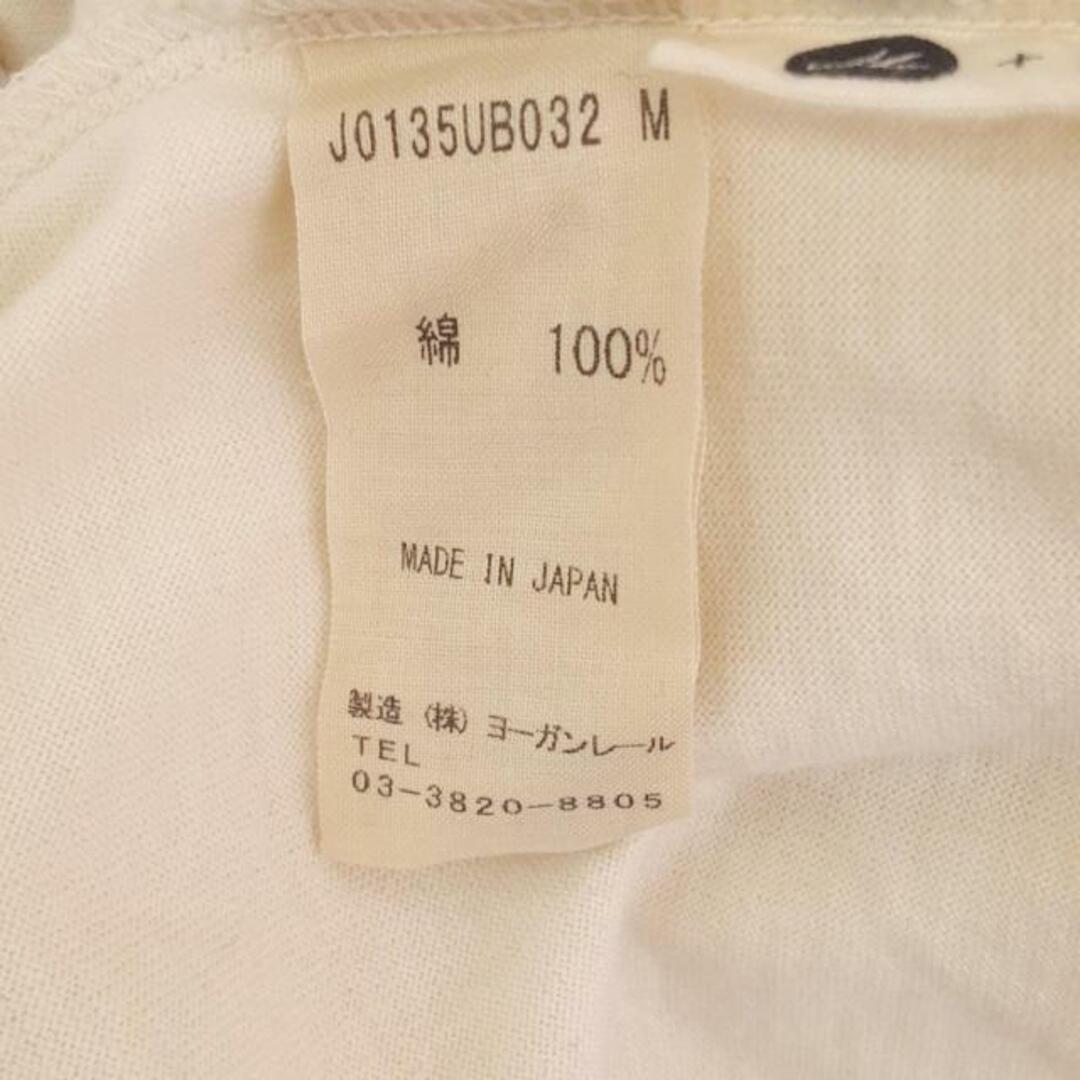 J0135UB032 M
綿 100%
MADE IN JAPAN
製造 (株) ヨーガンレール
TEL
03-3820-8805